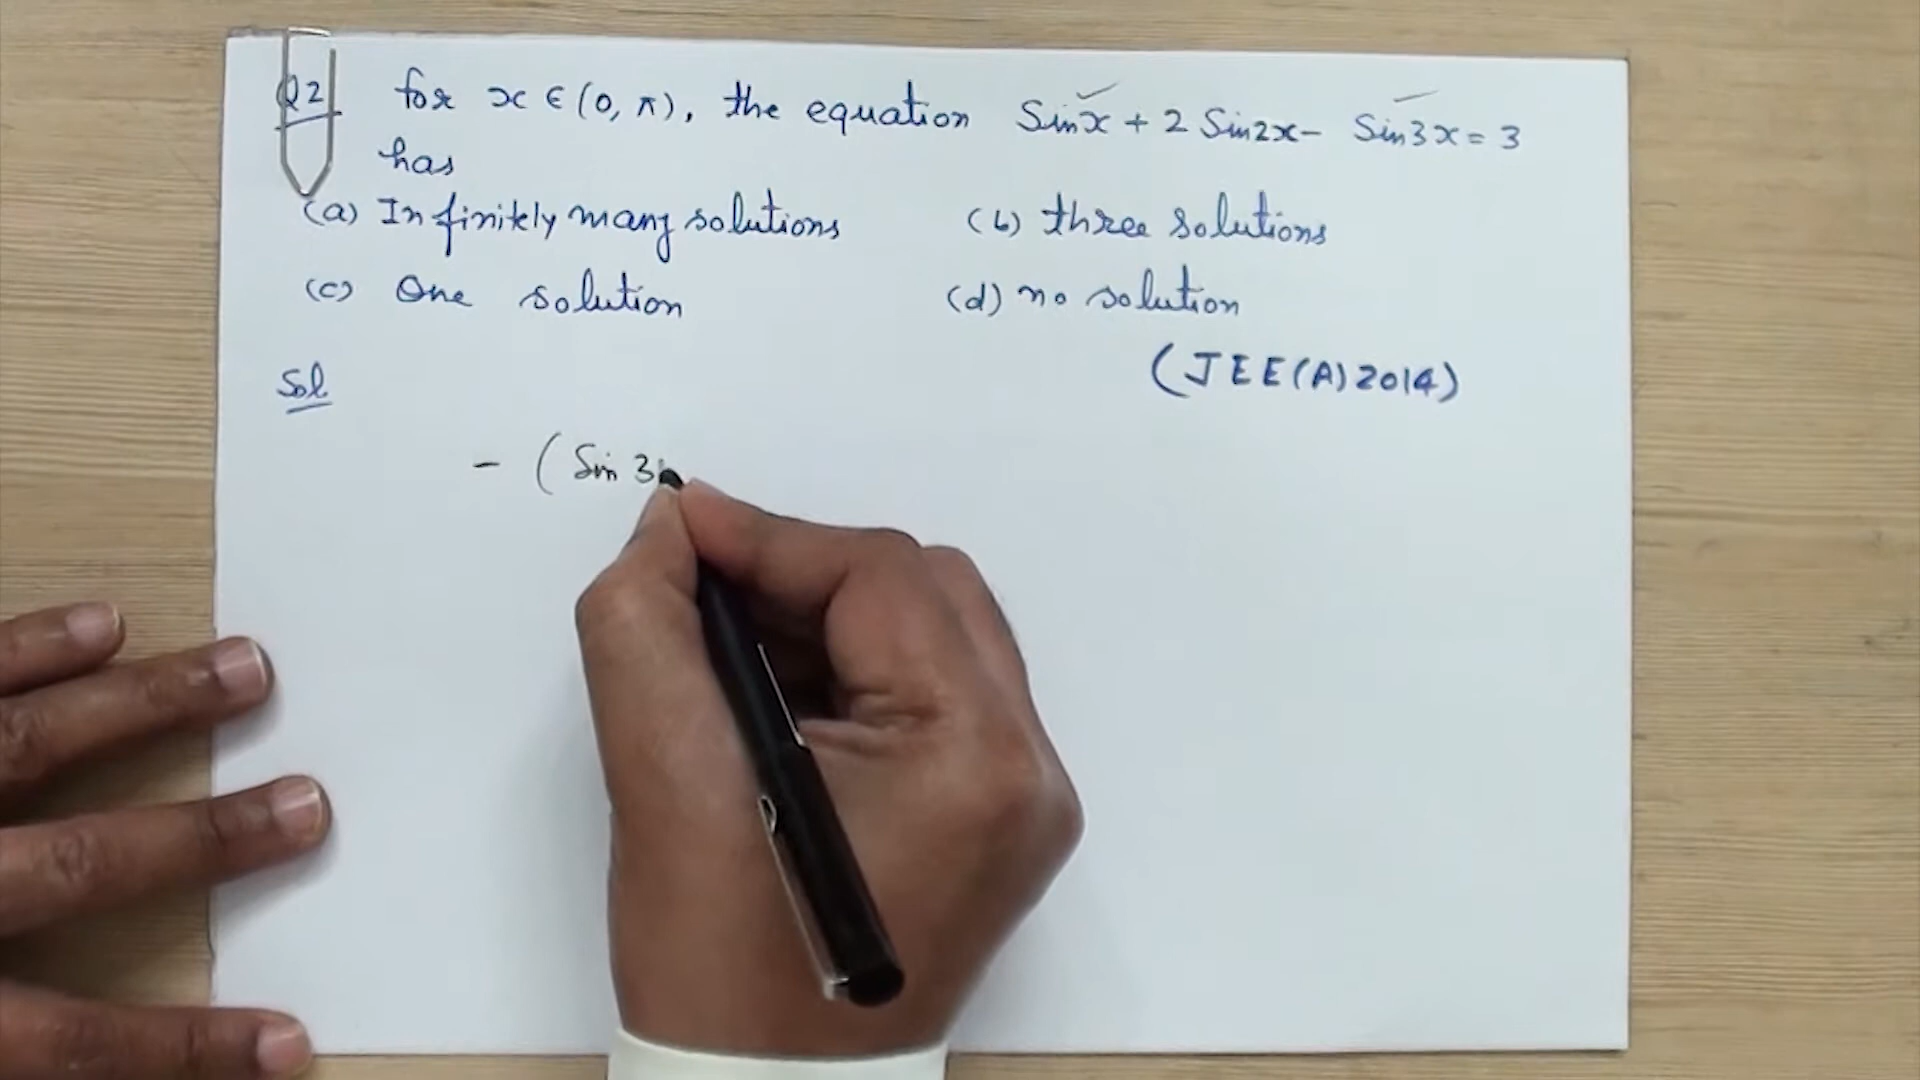 Q2 for x ∈ (0, π), the equation Sinx + 2 Sin2x - Sin3x = 3
has
(a) Infinitely many solutions (b) three solutions
(c) One solution (d) no solution
(JEE(A)2014)
Sol
- (Sin 3